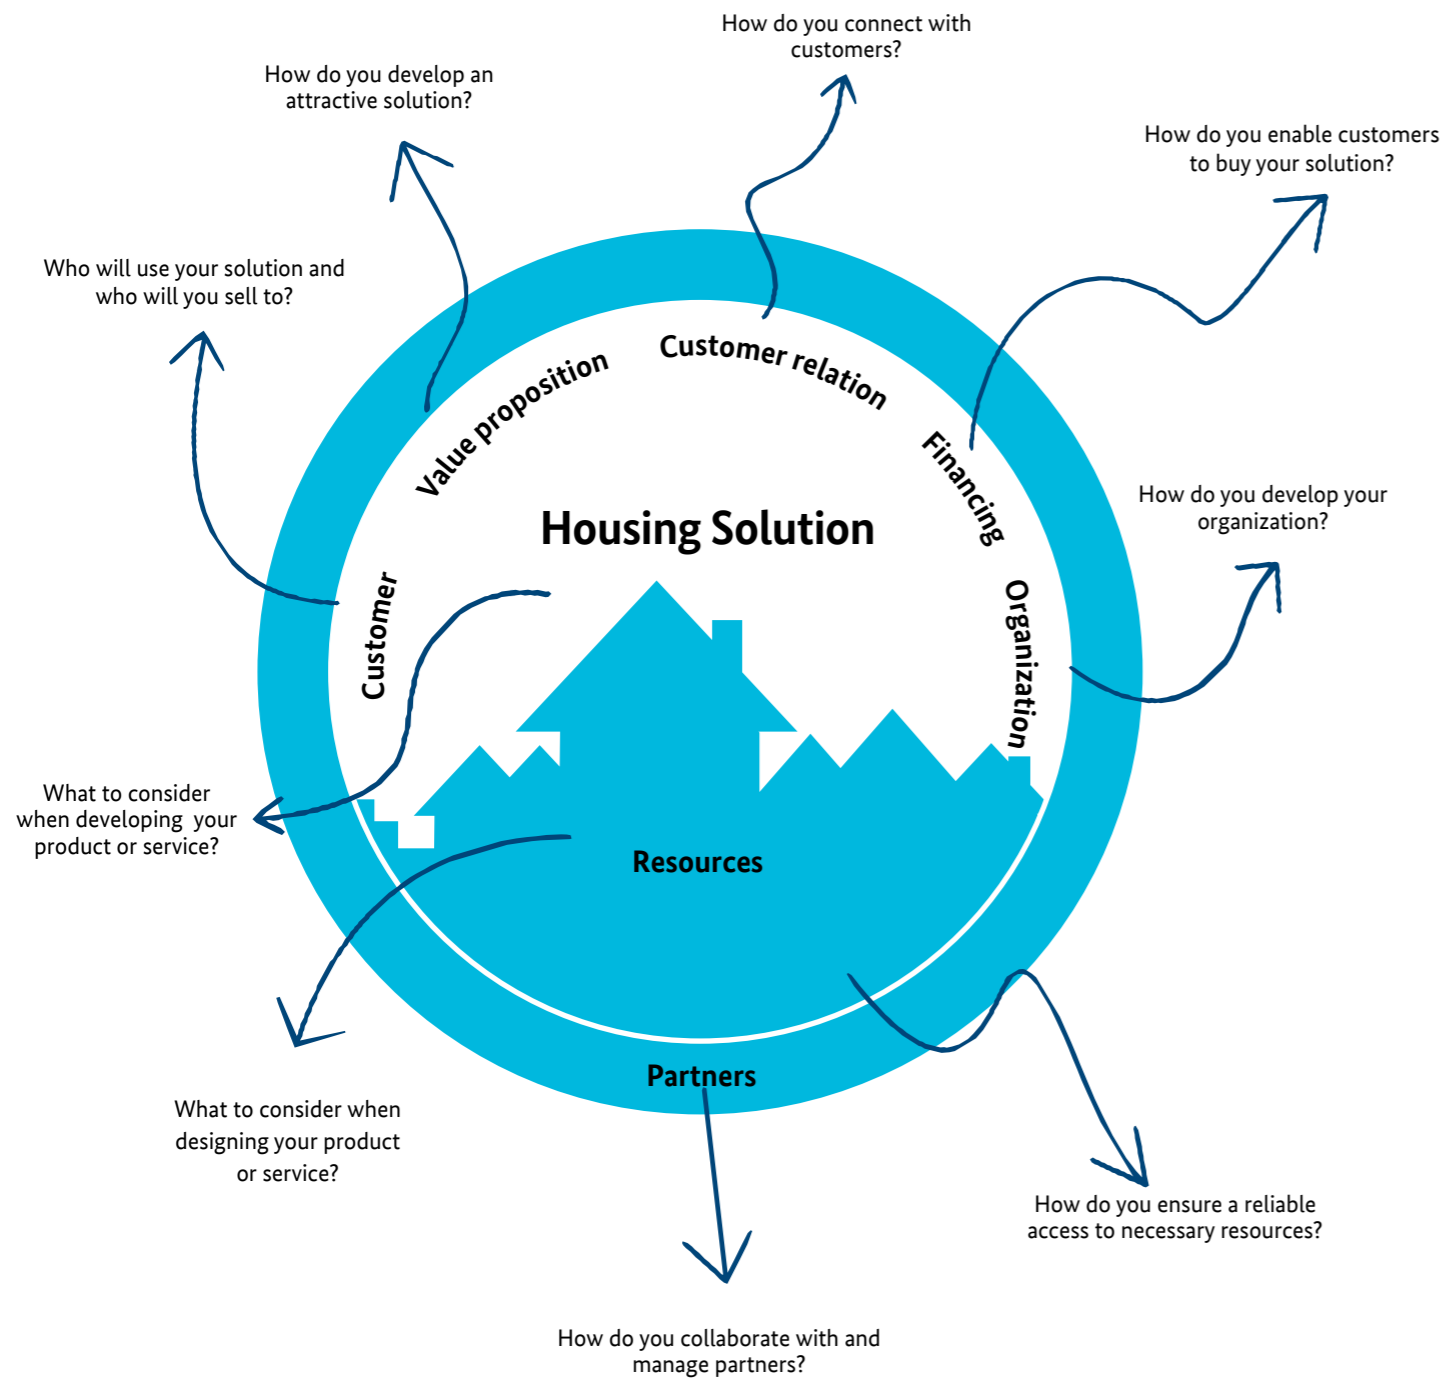 How do you connect with
customers?
How do you develop an
attractive solution?
How do you enable customers
to buy your solution?
Who will use your solution and
who will you sell to?
Customer relation
Value proposition
Financing
How do you develop your
organization?
Housing Solution
Customer
Organization
What to consider
when developing  your
product or service?
Resources
Partners
What to consider when
designing your product
or service?
How do you ensure a reliable
access to necessary resources?
How do you collaborate with and
manage partners?